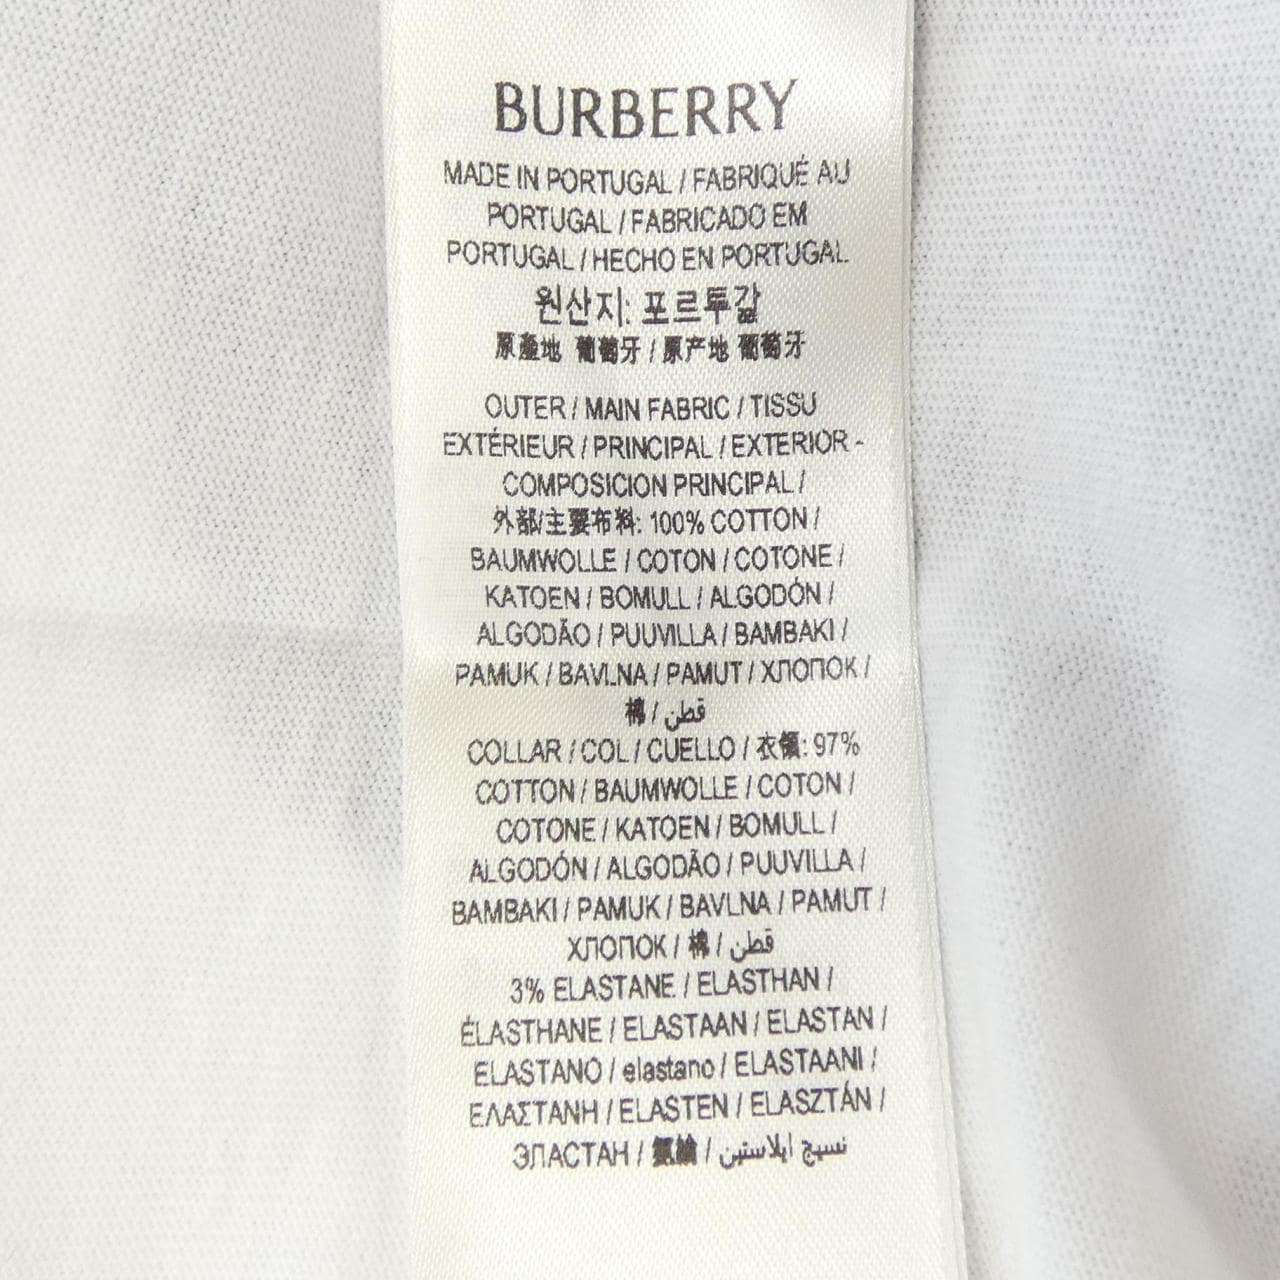 BURBERRY
MADE IN PORTUGAL / FABRIQUÉ AU
PORTUGAL / FABRICADO EM
PORTUGAL / HECHO EN PORTUGAL
원산지: 포르투갈
原產地 葡萄牙 / 原产地 葡萄牙
OUTER / MAIN FABRIC / TISSU
EXTÉRIEUR / PRINCIPAL / EXTERIOR -
COMPOSICION PRINCIPAL /
外部/主要布料: 100% COTTON /
BAUMWOLLE / COTON / COTONE /
KATOEN / BOMULL / ALGODÓN /
ALGODÃO / PUUVILLA / BAMBAKI /
PAMUK / BAVLNA / PAMUT / ХЛОПОК /
棉 / قطن
COLLAR / COL / CUELLO / 衣領: 97%
COTTON / BAUMWOLLE / COTON /
COTONE / KATOEN / BOMULL /
ALGODÓN / ALGODÃO / PUUVILLA /
BAMBAKI / PAMUK / BAVLNA / PAMUT /
ХЛОПОК / 棉 / قطن
3% ELASTANE / ELASTHAN /
ÉLASTHANE / ELASTAAN / ELASTAN /
ELASTANO / elastano / ELASTAANI /
ΕΛΑΣΤΑΝΗ / ELASTEN / ELASZTÁN /
ЭЛАСТАН / 氨綸 / نسيج ايلاستين